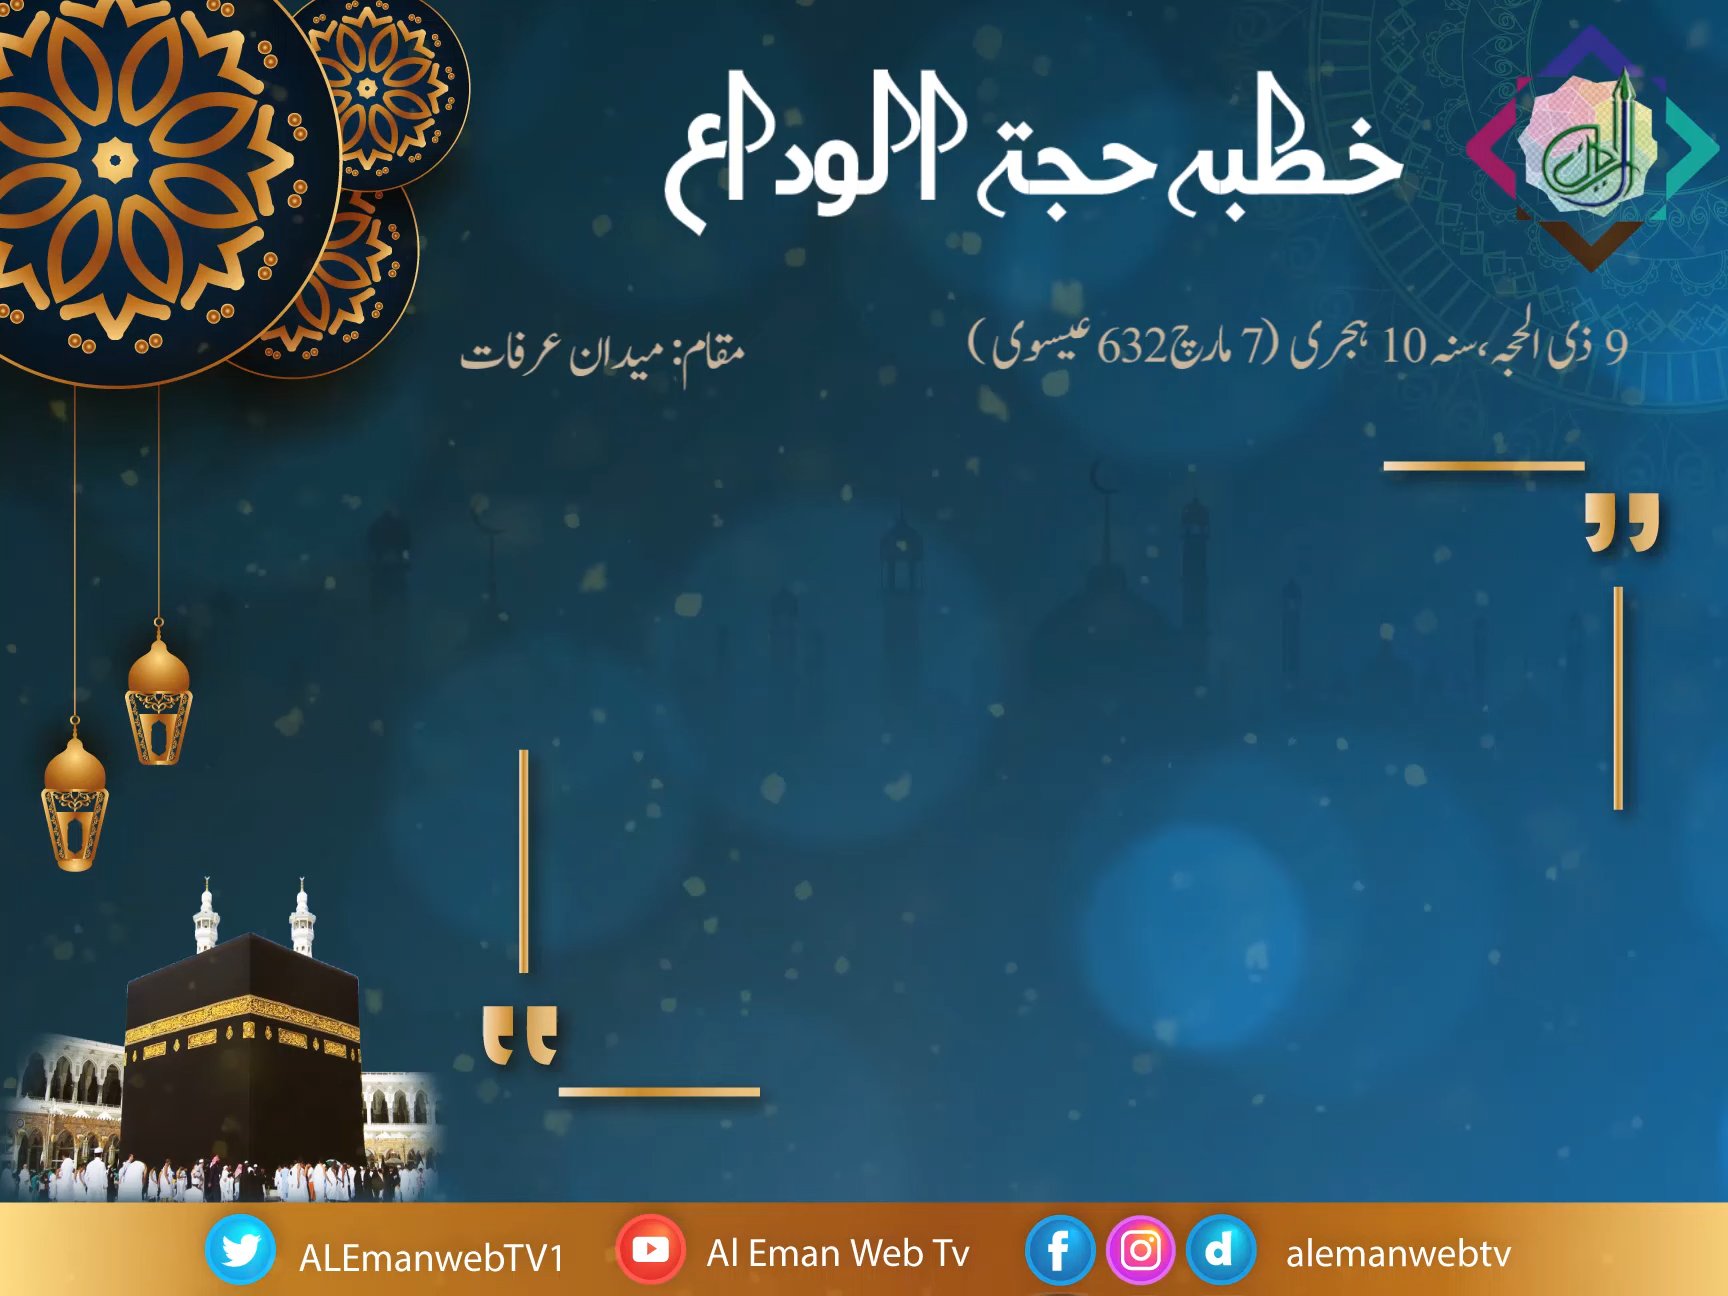 خطبہ حجۃ الوداع
9 ذی الحجہ، سنہ 10 ہجری (7 مارچ 632 عیسوی)
مقام: میدان عرفات
ALEmanwebTV1
Al Eman Web Tv
alemanwebtv